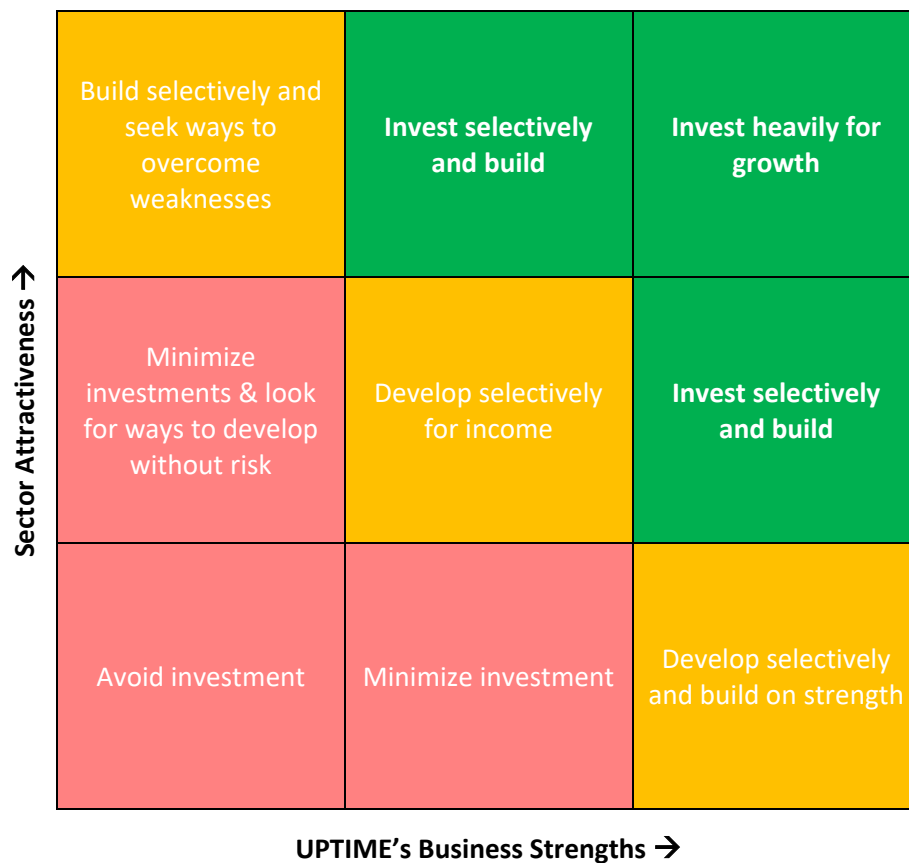 Build selectively and
seek ways to
overcome
weaknesses
Invest selectively
and build
Invest heavily for
growth
Sector Attractiveness →
Minimize
investments & look
for ways to develop
without risk
Develop selectively
for income
Invest selectively
and build
Avoid investment
Minimize investment
Develop selectively
and build on strength
UPTIME's Business Strengths →